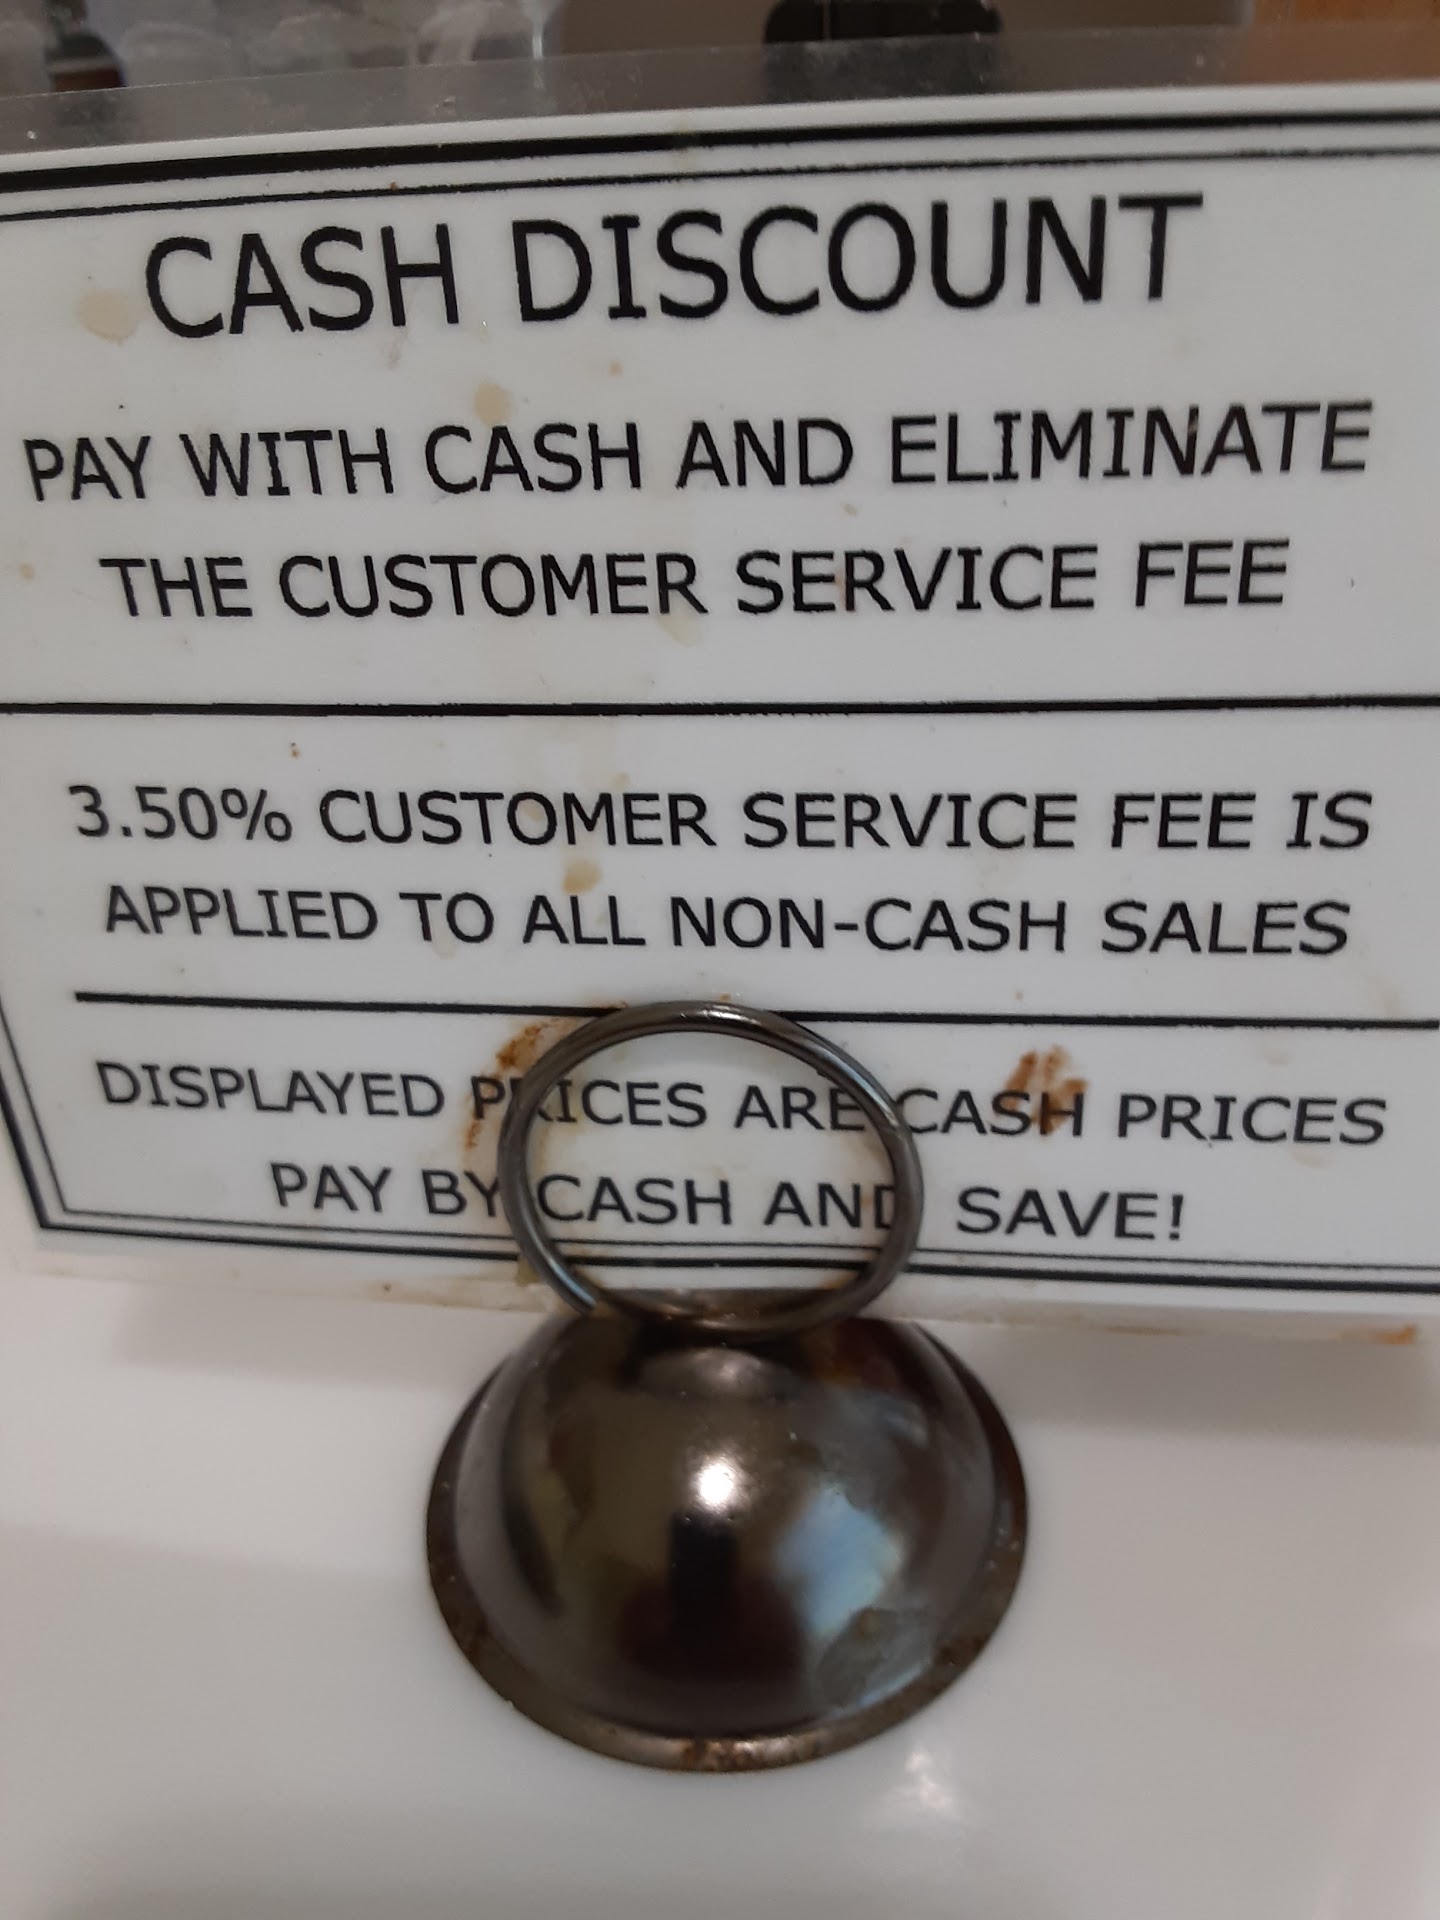 CASH DISCOUNT
PAY WITH CASH AND ELIMINATE
THE CUSTOMER SERVICE FEE
3.50% CUSTOMER SERVICE FEE IS
APPLIED TO ALL NON-CASH SALES
DISPLAYED PRICES ARE CASH PRICES
PAY BY CASH AND SAVE!